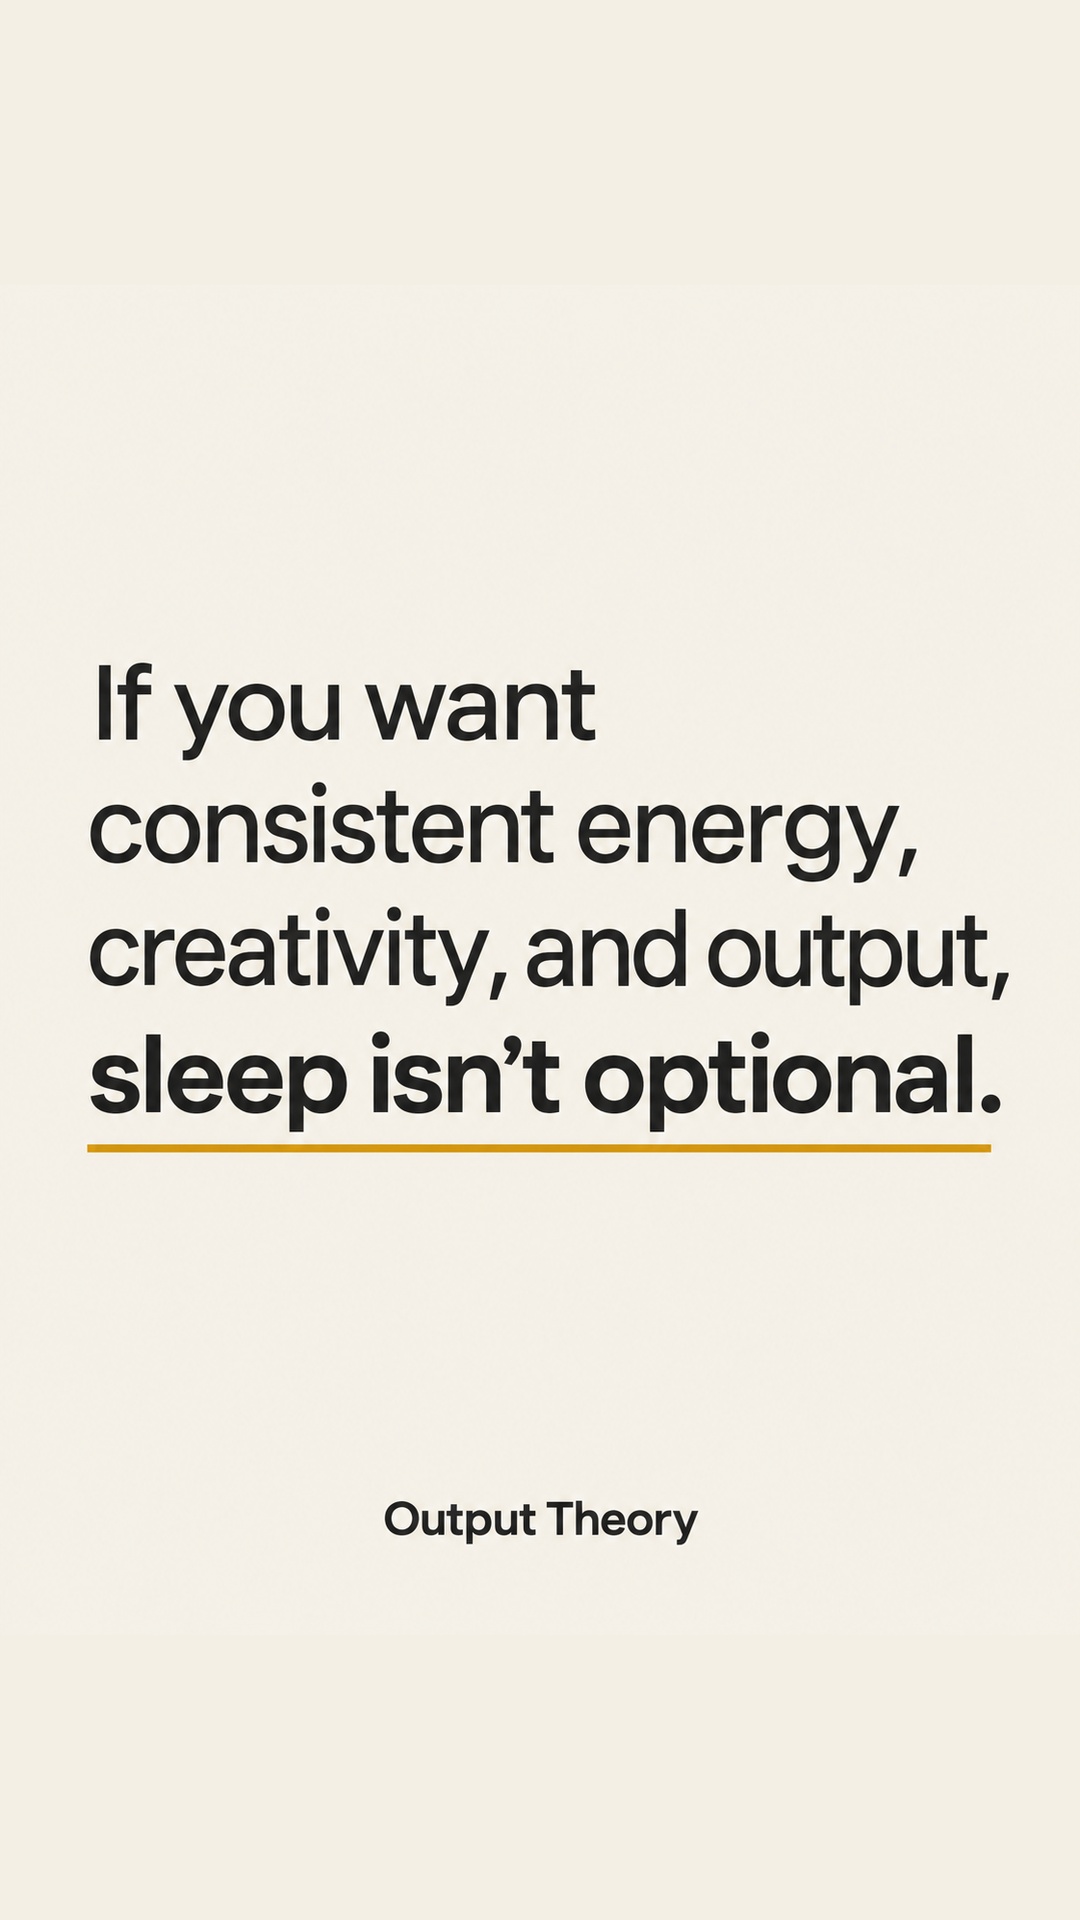 If you want
consistent energy,
creativity, and output,
sleep isn’t optional.
Output Theory